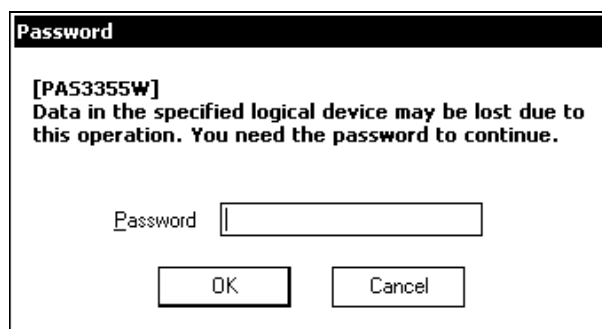 Password
[PAS3355W]
Data in the specified logical device may be lost due to
this operation. You need the password to continue.
Password
OK Cancel